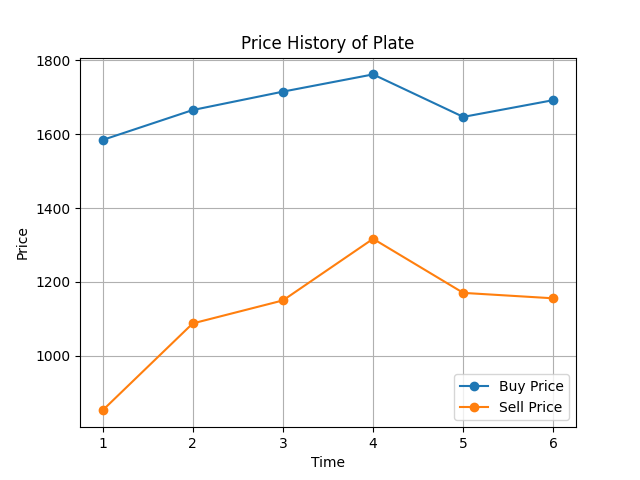 Price History of Plate
1800
1600
1400
1200
1000
Price
1 2 3 4 5 6
Time
Buy Price
Sell Price